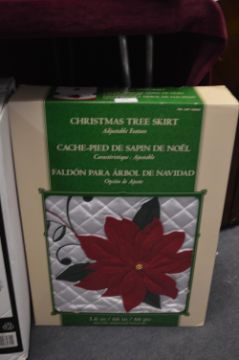 CHRISTMAS TREE SKIRT
Adjustable Feature
CACHE-PIED DE SAPIN DE NOËL
Caractéristique : Ajustable
FALDÓN PARA ÁRBOL DE NAVIDAD
Opción de Ajuste